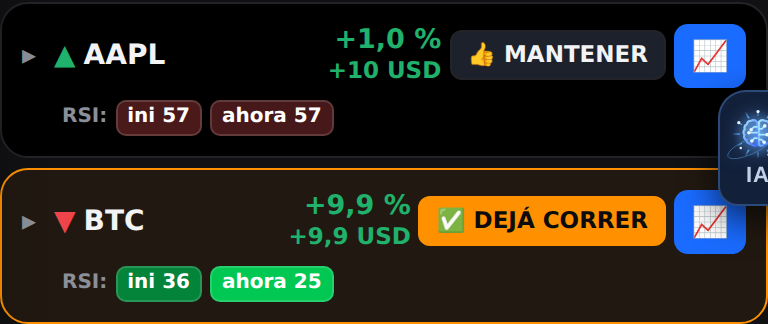 ▶ ▲ AAPL +1,0 % 👍 MANTENER
+10 USD
RSI: ini 57 ahora 57
IA
▶ ▼ BTC +9,9 % ✅ DEJÁ CORRER
+9,9 USD
RSI: ini 36 ahora 25